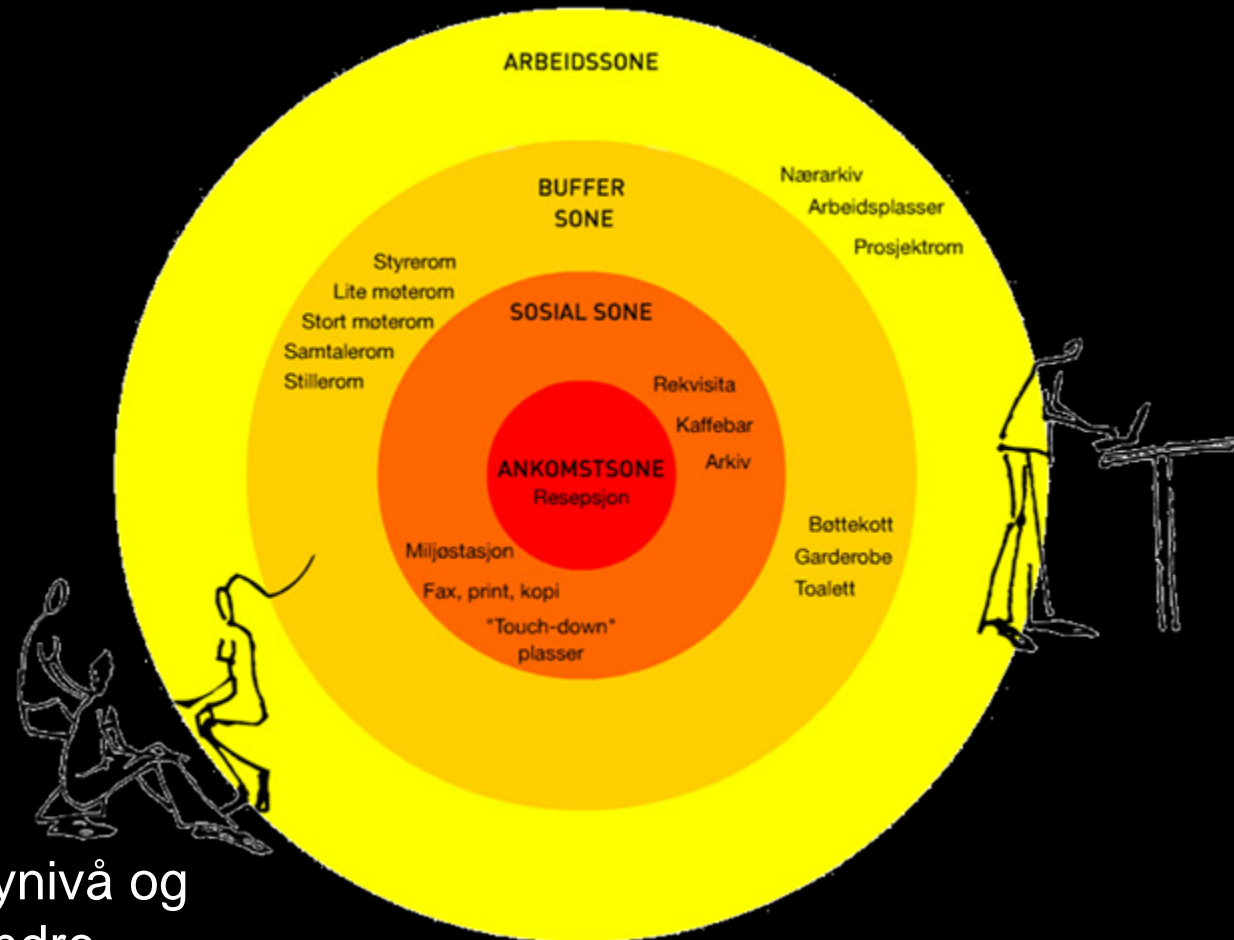 ARBEIDSSONE
BUFFER
SONE
Nærarkiv
Arbeidsplasser
Prosjektrom
Styrerom
Lite møterom
Stort møterom
Samtalerom
Stillerom
SOSIAL SONE
Rekvisita
Kaffebar
Arkiv
ANKOMSTSONE
Resepsjon
Miljøstasjon
Fax, print, kopi
"Touch-down"
plasser
Bøttekott
Garderobe
Toalett
ynivå og